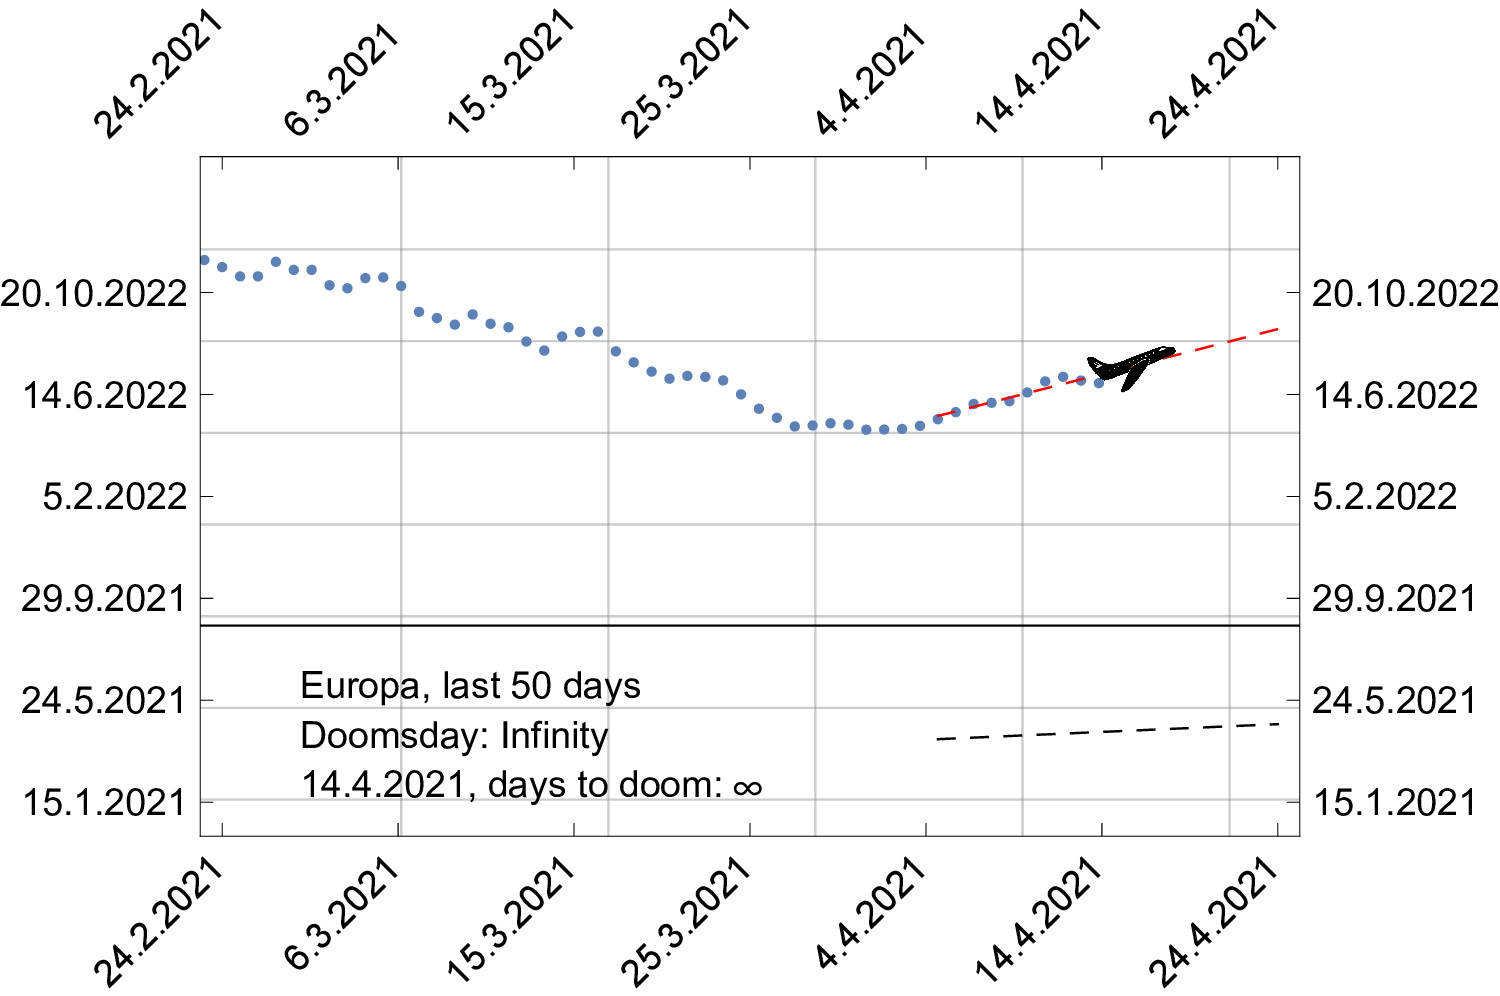 24.2.2021 6.3.2021 15.3.2021 25.3.2021 4.4.2021 14.4.2021 24.4.2021
20.10.2022 20.10.2022
14.6.2022 14.6.2022
5.2.2022 5.2.2022
29.9.2021 29.9.2021
Europa, last 50 days
24.5.2021 24.5.2021
Doomsday: Infinity
14.4.2021, days to doom: ∞
15.1.2021 15.1.2021
24.2.2021 6.3.2021 15.3.2021 25.3.2021 4.4.2021 14.4.2021 24.4.2021